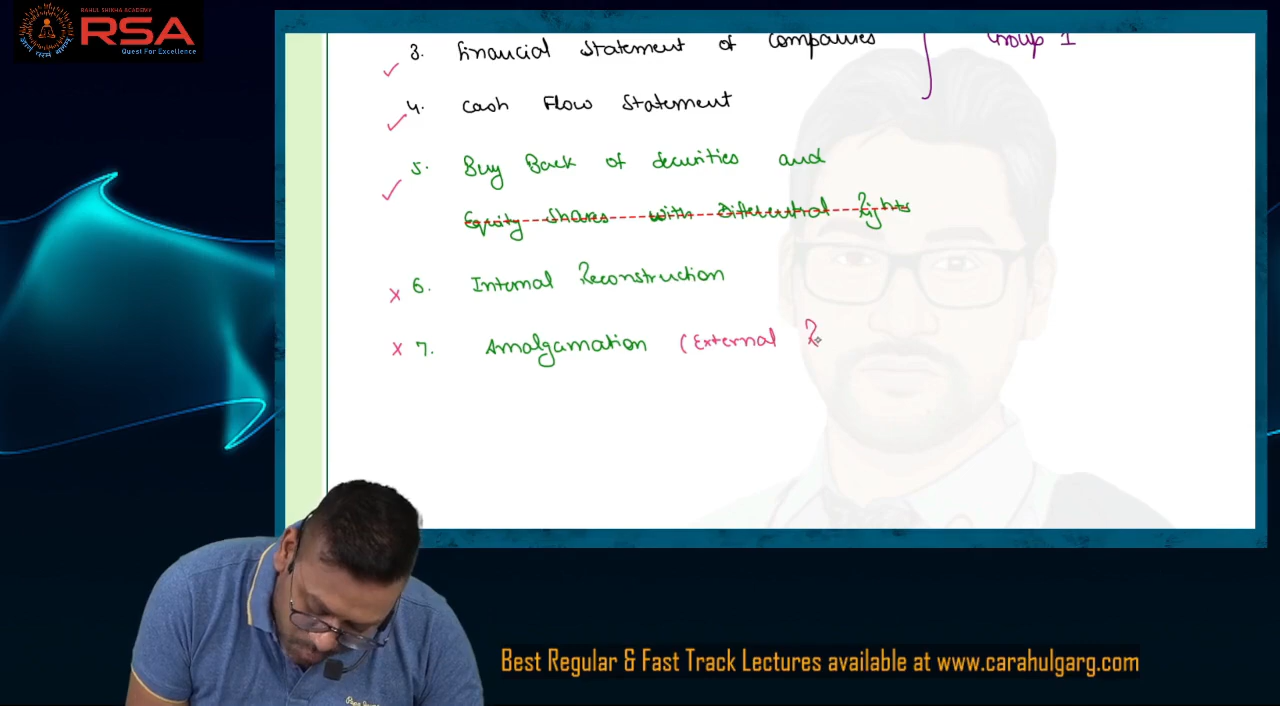 RAHUL SHIKHA ACADEMY
RSA
Quest For Excellence
3. Financial Statement of Companies
Group 1
✓
4. Cash Flow Statement
✓
5. Buy Back of Securities and
✓
Equity Shares with Differential Rights
x 6. Internal Reconstruction
x 7. Amalgamation (External R
Best Regular & Fast Track Lectures available at www.carahulgarg.com